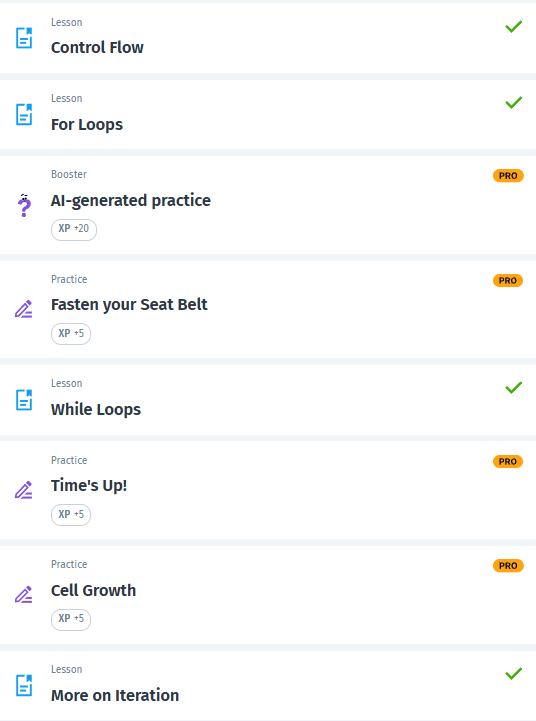 Lesson
Control Flow
Lesson
For Loops
Booster
PRO
AI-generated practice
XP +20
Practice
PRO
Fasten your Seat Belt
XP +5
Lesson
While Loops
Practice
PRO
Time's Up!
XP +5
Practice
PRO
Cell Growth
XP +5
Lesson
More on Iteration